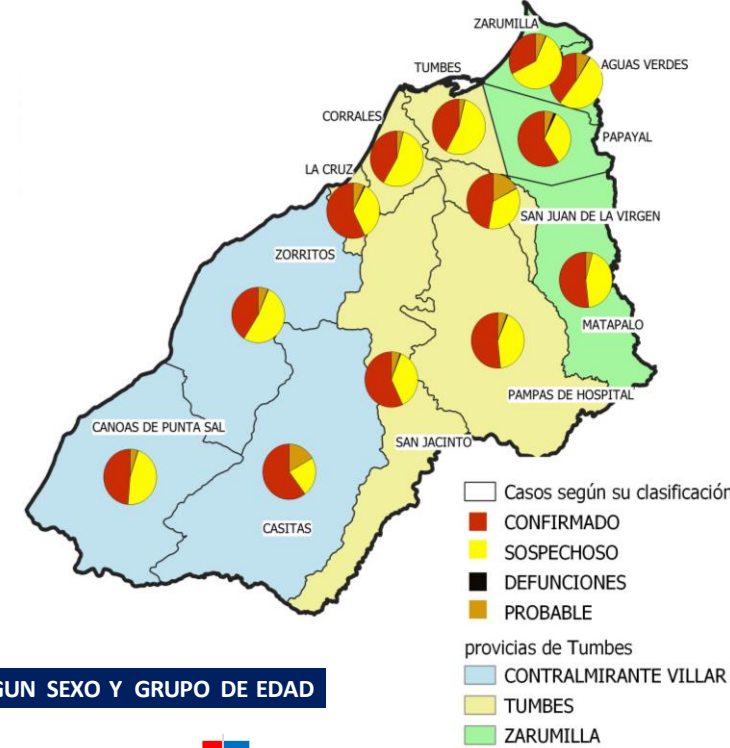 ZARUMILLA
TUMBES
AGUAS VERDES
CORRALES
PAPAYAL
LA CRUZ
SAN JUAN DE LA VIRGEN
ZORRITOS
MATAPALO
PAMPAS DE HOSPITAL
CANOAS DE PUNTA SAL
SAN JACINTO
CASITAS
Casos según su clasificación
CONFIRMADO
SOSPECHOSO
DEFUNCIONES
PROBABLE
provicias de Tumbes
CONTRALMIRANTE VILLAR
TUMBES
ZARUMILLA
GUN SEXO Y GRUPO DE EDAD